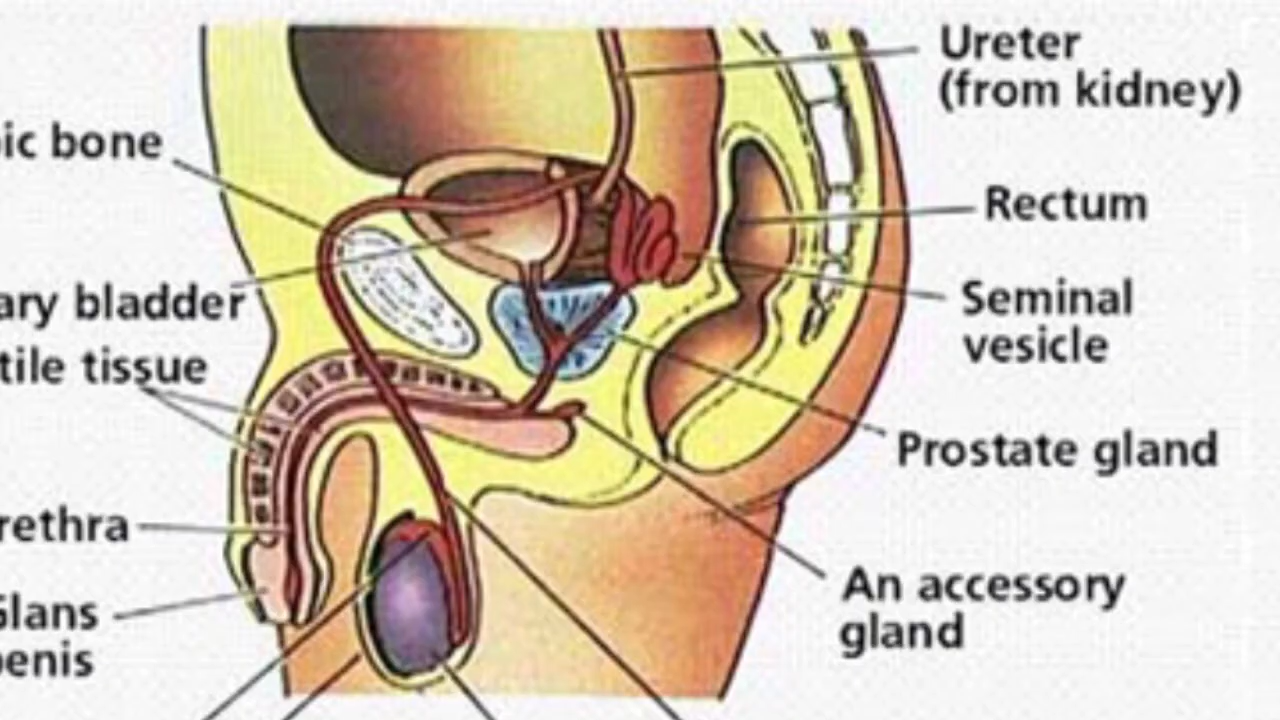 Ureter
(from kidney)
ic bone
Rectum
ary bladder
Seminal
vesicle
tile tissue
Prostate gland
rethra
An accessory
gland
Glans
penis